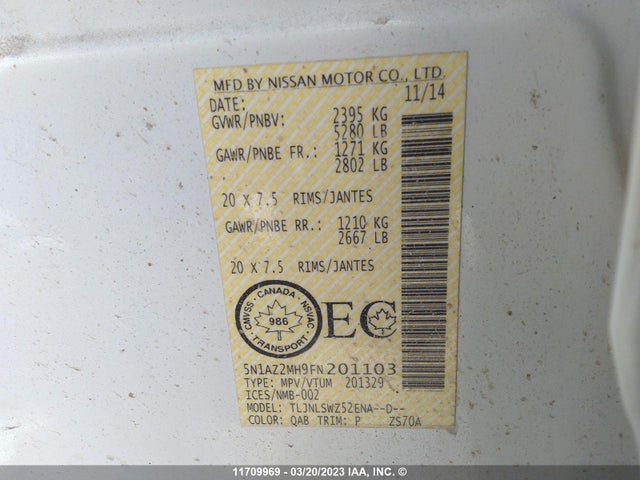 MFD BY NISSAN MOTOR CO., LTD.
DATE: 11/14
GVWR/PNBV: 2395 KG
5280 LB
GAWR/PNBE FR.: 1271 KG
2802 LB
20 X 7.5 RIMS/JANTES
GAWR/PNBE RR.: 1210 KG
2667 LB
20 X 7.5 RIMS/JANTES
CMVSS · CANADA · NSVAC
986
TRANSPORT
EC
5N1AZ2MH9FN201103
TYPE: MPV/VTUM 201329
ICES/NMB-002
MODEL: TLJNLSWZ52ENA--D--
COLOR: QAB TRIM: P ZS70A
11709969 - 03/20/2023 IAA, Inc. ©